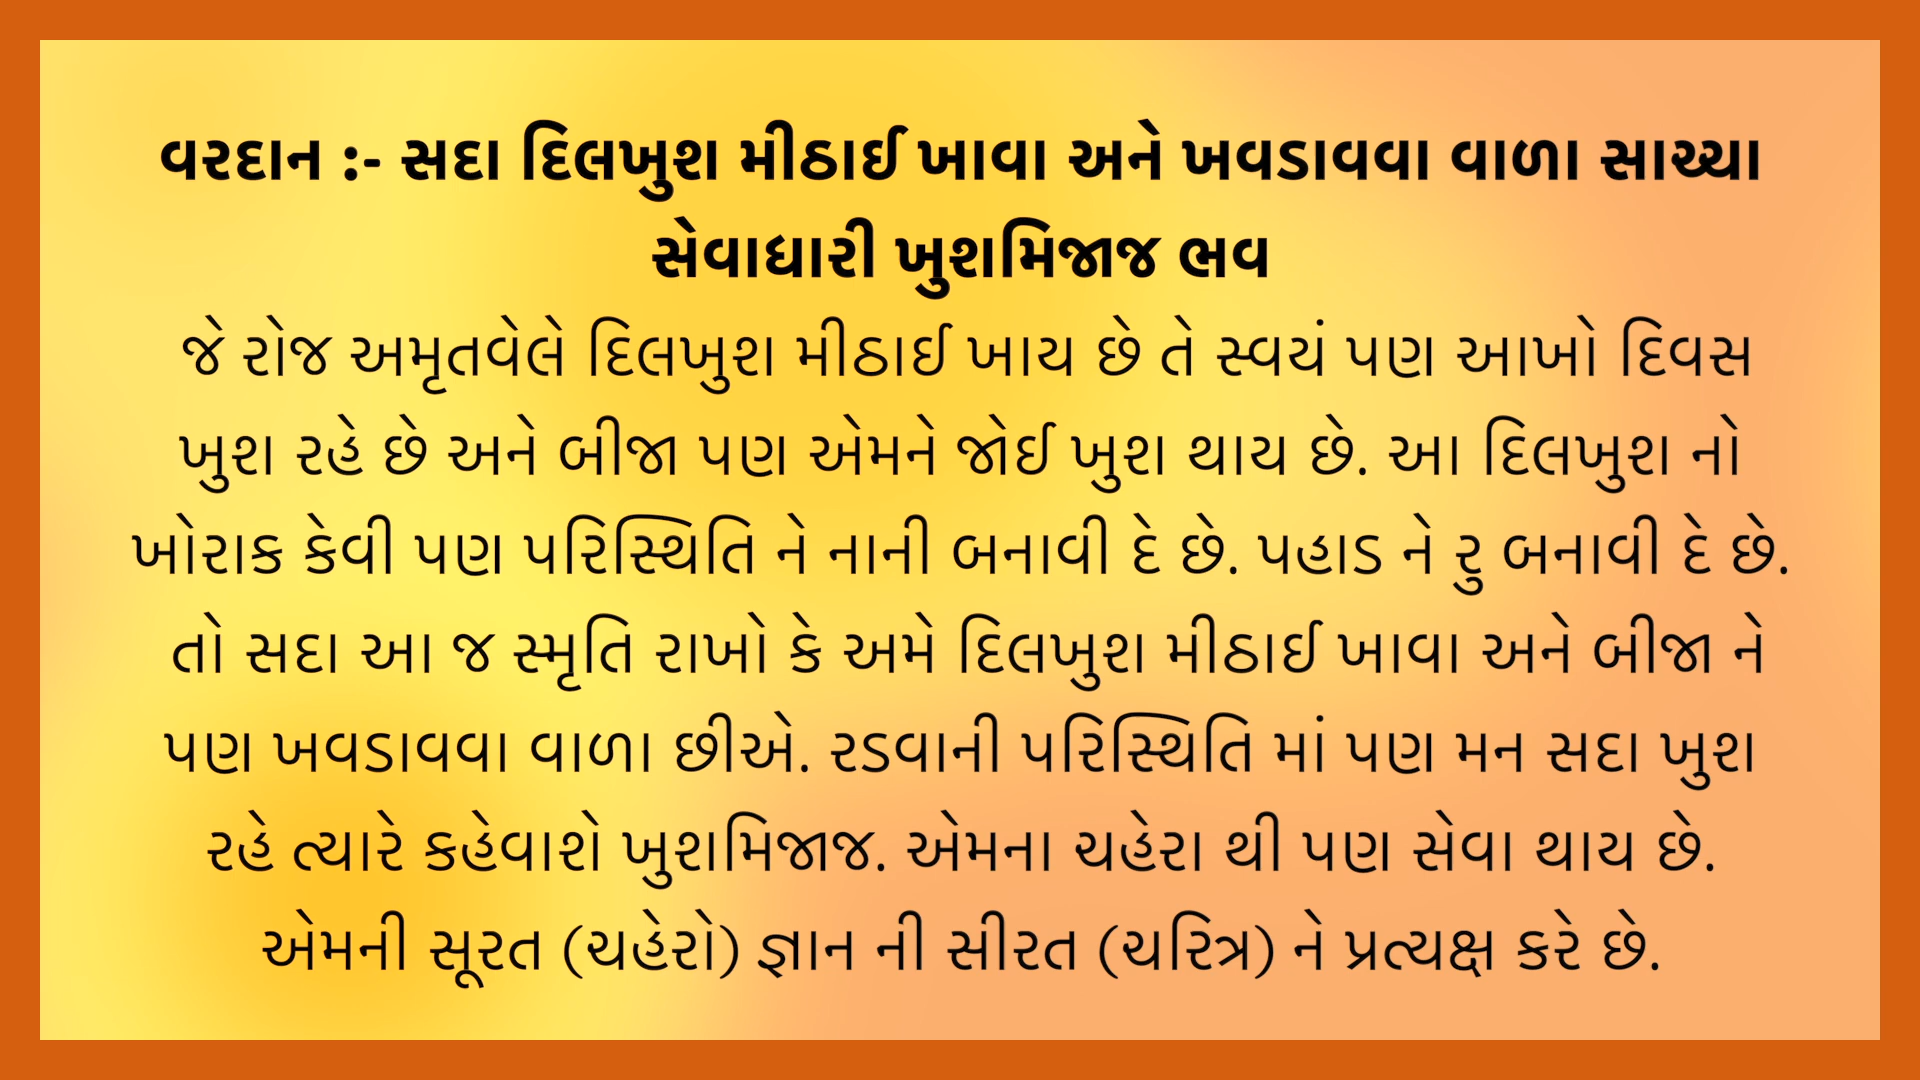 વરદાન :- સદા દિલખુશ મીઠાઈ ખાવા અને ખવડાવવા વાળા સાચ્ચા
સેવાધારી ખુશમિજાજ ભવ
જે રોજ અમૃતવેલે દિલખુશ મીઠાઈ ખાય છે તે સ્વયં પણ આખો દિવસ
ખુશ રહે છે અને બીજા પણ એમને જોઈ ખુશ થાય છે. આ દિલખુશ નો
ખોરાક કેવી પણ પરિસ્થિતિ ને નાની બનાવી દે છે. પહાડ ને રુ બનાવી દે છે.
તો સદા આ જ સ્મૃતિ રાખો કે અમે દિલખુશ મીઠાઈ ખાવા અને બીજા ને
પણ ખવડાવવા વાળા છીએ. રડવાની પરિસ્થિતિ માં પણ મન સદા ખુશ
રહે ત્યારે કહેવાશે ખુશમિજાજ. એમના ચહેરા થી પણ સેવા થાય છે.
એમની સૂરત (ચહેરો) જ્ઞાન ની સીરત (ચરિત્ર) ને પ્રત્યક્ષ કરે છે.